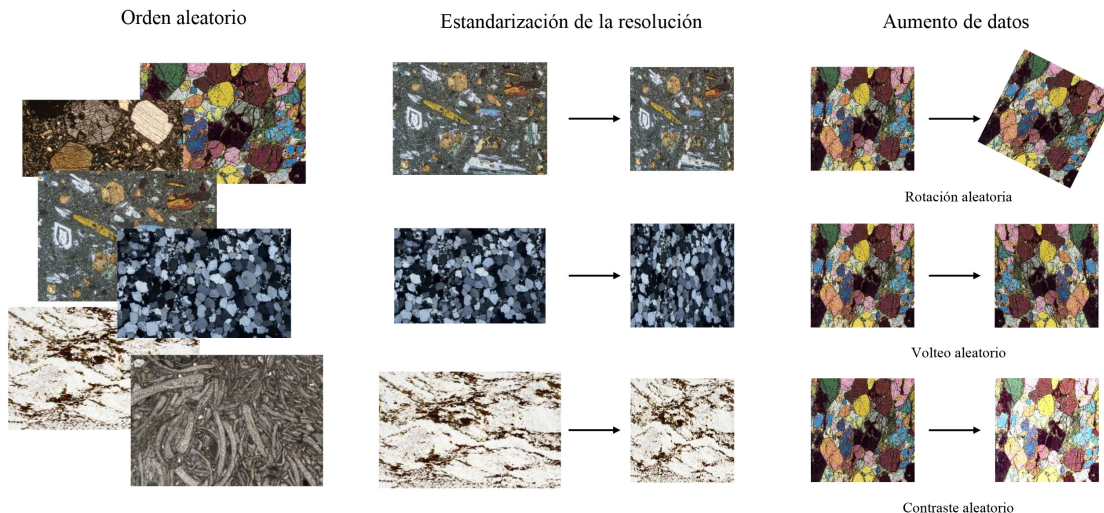 Orden aleatorio
Estandarización de la resolución
Aumento de datos
Rotación aleatoria
Volteo aleatorio
Contraste aleatorio